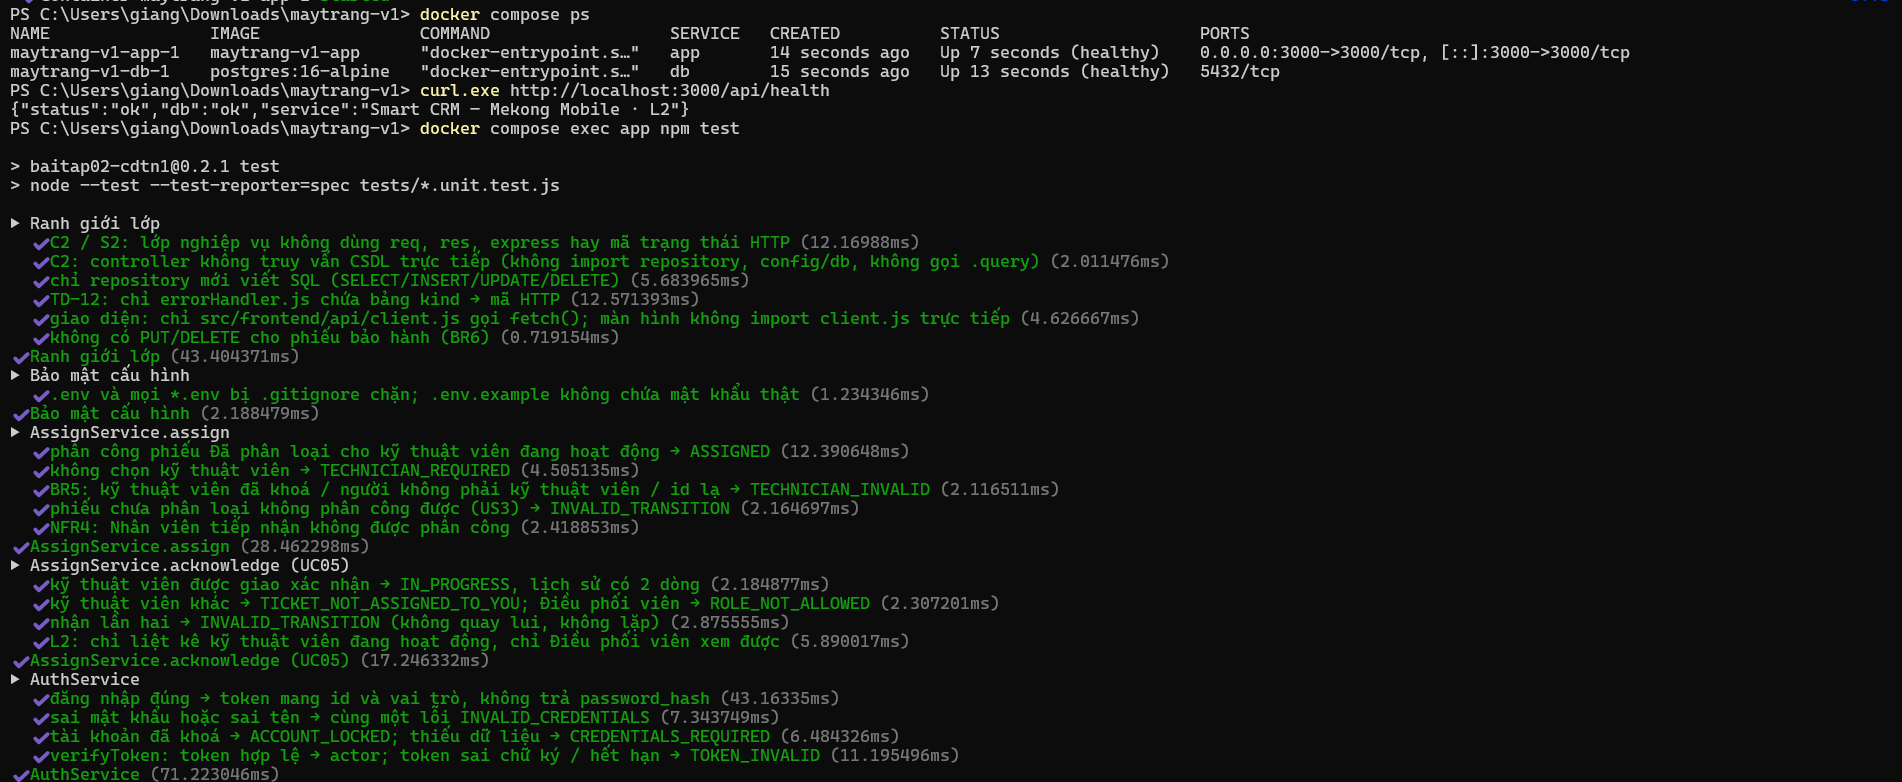 PS C:\Users\giang\Downloads\maytrang-v1> docker compose ps
NAME IMAGE COMMAND SERVICE CREATED STATUS PORTS
maytrang-v1-app-1 maytrang-v1-app "docker-entrypoint.s…" app 14 seconds ago Up 7 seconds (healthy) 0.0.0.0:3000->3000/tcp, [::]:3000->3000/tcp
maytrang-v1-db-1 postgres:16-alpine "docker-entrypoint.s…" db 15 seconds ago Up 13 seconds (healthy) 5432/tcp
PS C:\Users\giang\Downloads\maytrang-v1> curl.exe http://localhost:3000/api/health
{"status":"ok","db":"ok","service":"Smart CRM — Mekong Mobile · L2"}
PS C:\Users\giang\Downloads\maytrang-v1> docker compose exec app npm test
> baitap02-cdtn1@0.2.1 test
> node --test --test-reporter=spec tests/*.unit.test.js
▶ Ranh giới lớp
✔C2 / S2: lớp nghiệp vụ không dùng req, res, express hay mã trạng thái HTTP (12.16988ms)
✔C2: controller không truy vấn CSDL trực tiếp (không import repository, config/db, không gọi .query) (2.011476ms)
✔chỉ repository mới viết SQL (SELECT/INSERT/UPDATE/DELETE) (5.683965ms)
✔TD-12: chỉ errorHandler.js chứa bảng kind → mã HTTP (12.571393ms)
✔giao diện: chỉ src/frontend/api/client.js gọi fetch(); màn hình không import client.js trực tiếp (4.626667ms)
✔không có PUT/DELETE cho phiếu bảo hành (BR6) (0.719154ms)
✔Ranh giới lớp (43.404371ms)
▶ Bảo mật cấu hình
✔.env và mọi *.env bị .gitignore chặn; .env.example không chứa mật khẩu thật (1.234346ms)
✔Bảo mật cấu hình (2.188479ms)
▶ AssignService.assign
✔phân công phiếu Đã phân loại cho kỹ thuật viên đang hoạt động → ASSIGNED (12.390648ms)
✔không chọn kỹ thuật viên → TECHNICIAN_REQUIRED (4.505135ms)
✔BR5: kỹ thuật viên đã khoá / người không phải kỹ thuật viên / id lạ → TECHNICIAN_INVALID (2.116511ms)
✔phiếu chưa phân loại không phân công được (US3) → INVALID_TRANSITION (2.164697ms)
✔NFR4: Nhân viên tiếp nhận không được phân công (2.418853ms)
✔AssignService.assign (28.462298ms)
▶ AssignService.acknowledge (UC05)
✔kỹ thuật viên được giao xác nhận → IN_PROGRESS, lịch sử có 2 dòng (2.184877ms)
✔kỹ thuật viên khác → TICKET_NOT_ASSIGNED_TO_YOU; Điều phối viên → ROLE_NOT_ALLOWED (2.307201ms)
✔nhận lần hai → INVALID_TRANSITION (không quay lui, không lặp) (2.875555ms)
✔L2: chỉ liệt kê kỹ thuật viên đang hoạt động, chỉ Điều phối viên xem được (5.890017ms)
✔AssignService.acknowledge (UC05) (17.246332ms)
▶ AuthService
✔đăng nhập đúng → token mang id và vai trò, không trả password_hash (43.16335ms)
✔sai mật khẩu hoặc sai tên → cùng một lỗi INVALID_CREDENTIALS (7.343749ms)
✔tài khoản đã khoá → ACCOUNT_LOCKED; thiếu dữ liệu → CREDENTIALS_REQUIRED (6.484326ms)
✔verifyToken: token hợp lệ → actor; token sai chữ ký / hết hạn → TOKEN_INVALID (11.195496ms)
✔AuthService (71.223046ms)